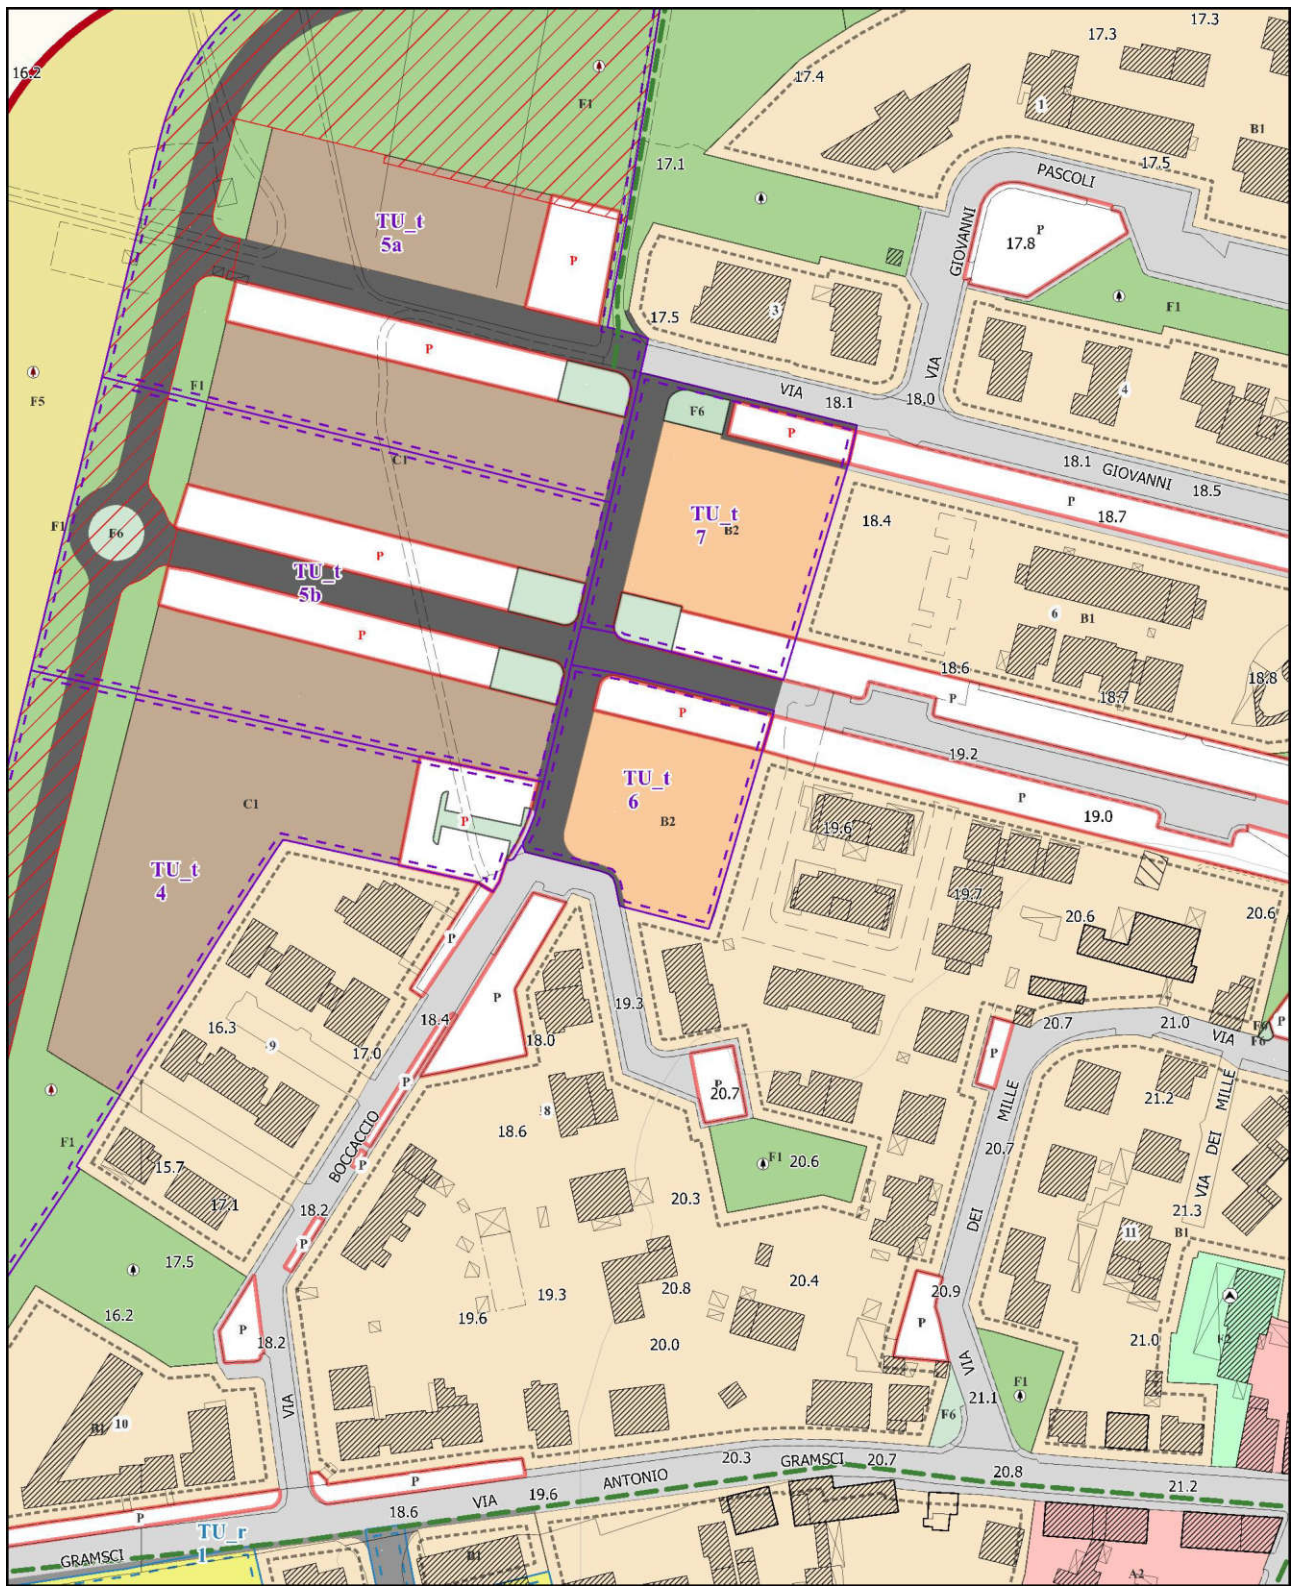 17.3
17.3
16.2
17.4
F1
1
B1
17.1
17.5
PASCOLI
TU_t
5a
GIOVANNI
P
17.8
P
17.5
3
F1
P
F5
F1
VIA
18.1
VIA
18.0
4
F6
P
C1
18.1
GIOVANNI
18.5
P
18.7
TU_t
7
B2
18.4
F1
F6
P
TU_t
5b
6
B1
P
18.6
18.8
P
18.7
P
19.2
TU_t
6
B2
P
19.0
C1
P
19.6
TU_t
4
19.7
20.6
20.6
P
P
19.3
18.4
18.0
16.3
9
17.0
20.7
21.0
VIA
F6
F6
P
P
P
20.7
P
MILLE
BOCCACCIO
8
18.6
21.2
MILLE
F1
P
F1
20.6
20.7
DEI
15.7
17.1
18.2
20.3
DEI
VIA
21.3
P
11
B1
17.5
16.2
19.3
20.8
20.4
20.9
19.6
20.0
P
18.2
P
21.0
F2
VIA
F1
21.1
F6
VIA
B1
10
P
20.3
GRAMSCI
20.7
20.8
ANTONIO
21.2
VIA
19.6
18.6
P
TU_r
1
GRAMSCI
B1
A2